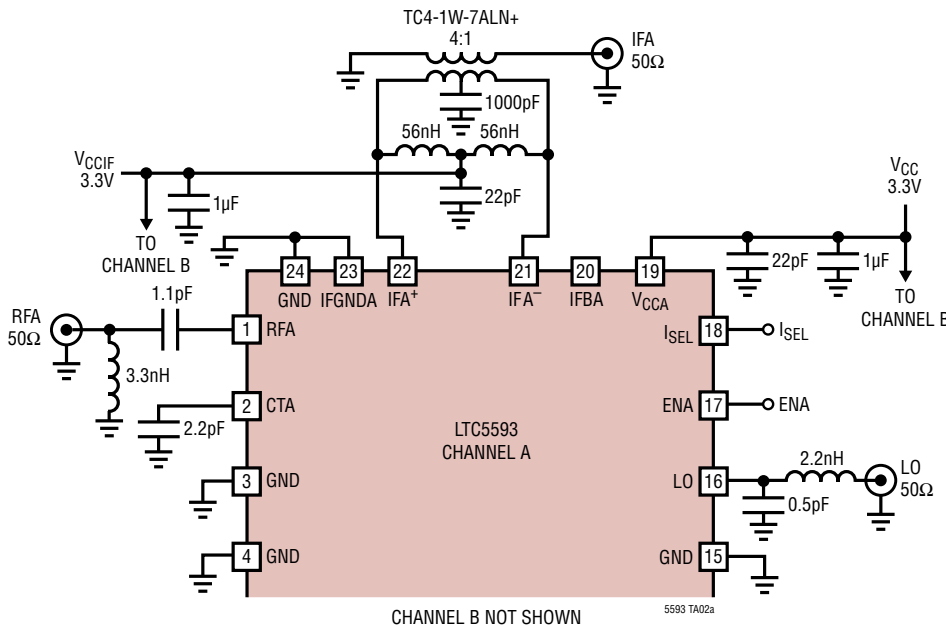 TC4-1W-7ALN+
4:1
IFA
50Ω
1000pF
56nH
56nH
VCCIF
3.3V
VCC
3.3V
1µF
22pF
TO
CHANNEL B
22pF
1µF
TO
CHANNEL B
24
23
22
21
20
19
GND
IFGNDA
IFA+
IFA−
IFBA
VCCA
RFA
50Ω
1.1pF
1
RFA
3.3nH
2
CTA
2.2pF
3
GND
4
GND
LTC5593
CHANNEL A
ISEL
18
ISEL
ENA
17
ENA
LO
16
2.2nH
LO
50Ω
0.5pF
GND
15
CHANNEL B NOT SHOWN
5593 TA02a